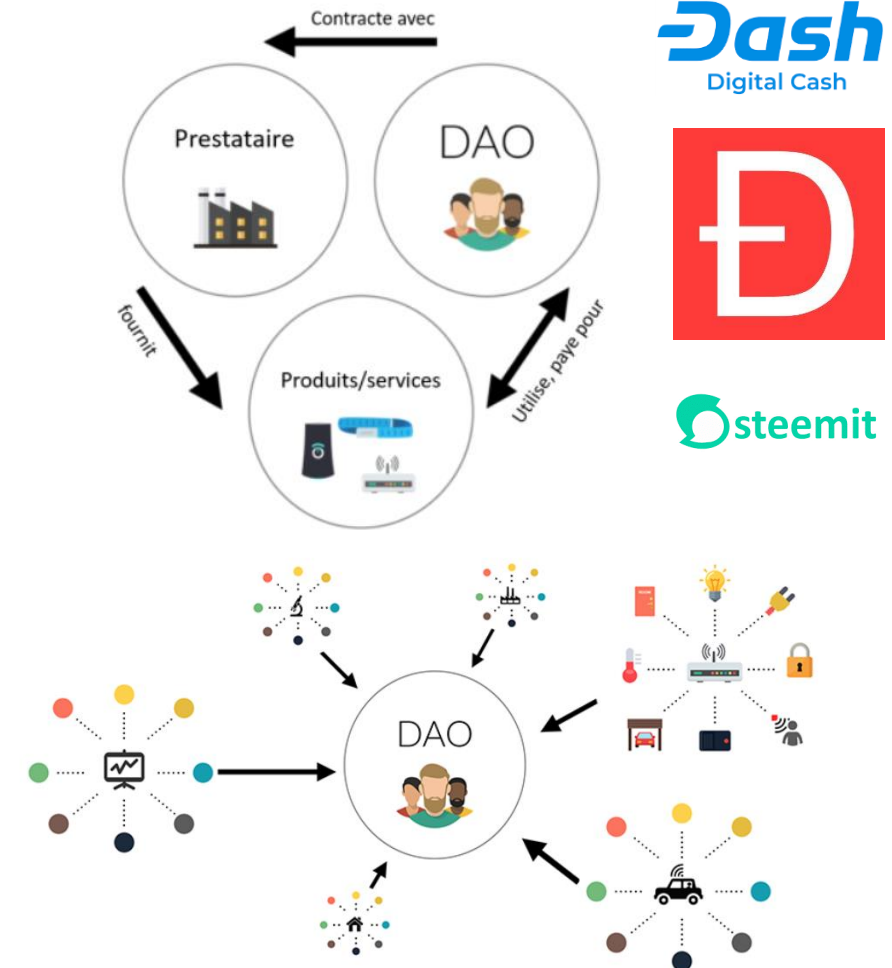 Contracte avec
Dash
Digital Cash
Prestataire
DAO
Đ
fournit
Utilise, paye pour
Produits/services
steemit
DAO